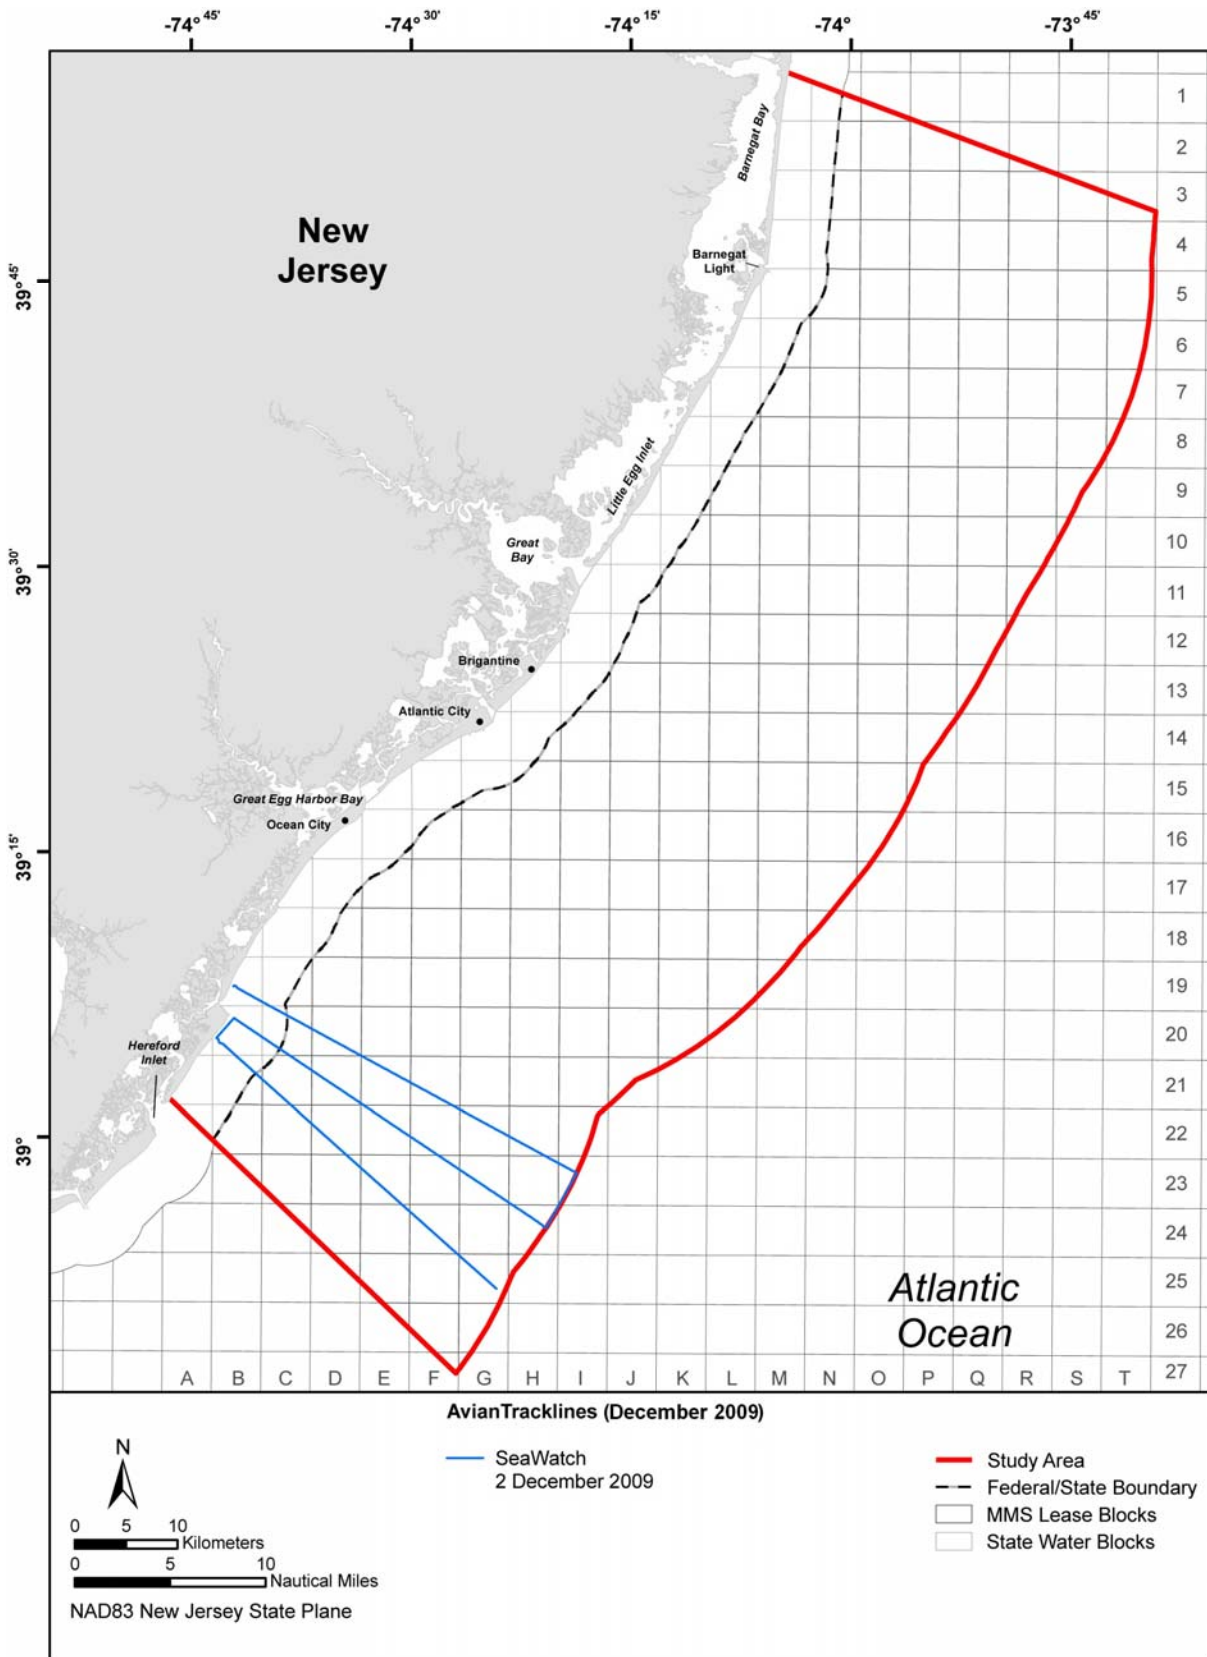 -74°45' -74°30' -74°15' -74° -73°45'
1
Barnegat Bay
2
3
New
Jersey
4
Barnegat
Light
39°45'
5
6
7
8
Little Egg Inlet
9
10
Great
Bay
39°30'
11
12
Brigantine
13
Atlantic City
14
15
Great Egg Harbor Bay
Ocean City
16
39°15'
17
18
19
20
Hereford
Inlet
21
22
39°
23
24
25
Atlantic
Ocean
26
A B C D E F G H I J K L M N O P Q R S T 27
AvianTracklines (December 2009)
N
SeaWatch
2 December 2009
Study Area
Federal/State Boundary
MMS Lease Blocks
State Water Blocks
0 5 10
Kilometers
0 5 10
Nautical Miles
NAD83 New Jersey State Plane